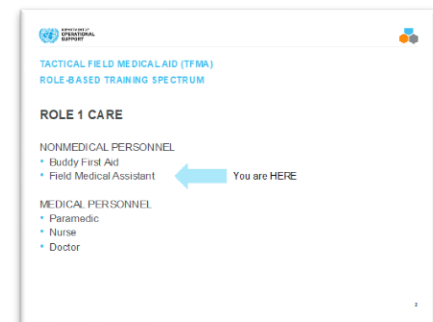 DEPARTMENT OF
OPERATIONAL
SUPPORT
TACTICAL FIELD MEDICAL AID (TFMA)
ROLE-BASED TRAINING SPECTRUM
ROLE 1 CARE
NONMEDICAL PERSONNEL
• Buddy First Aid
• Field Medical Assistant
You are HERE
MEDICAL PERSONNEL
• Paramedic
• Nurse
• Doctor